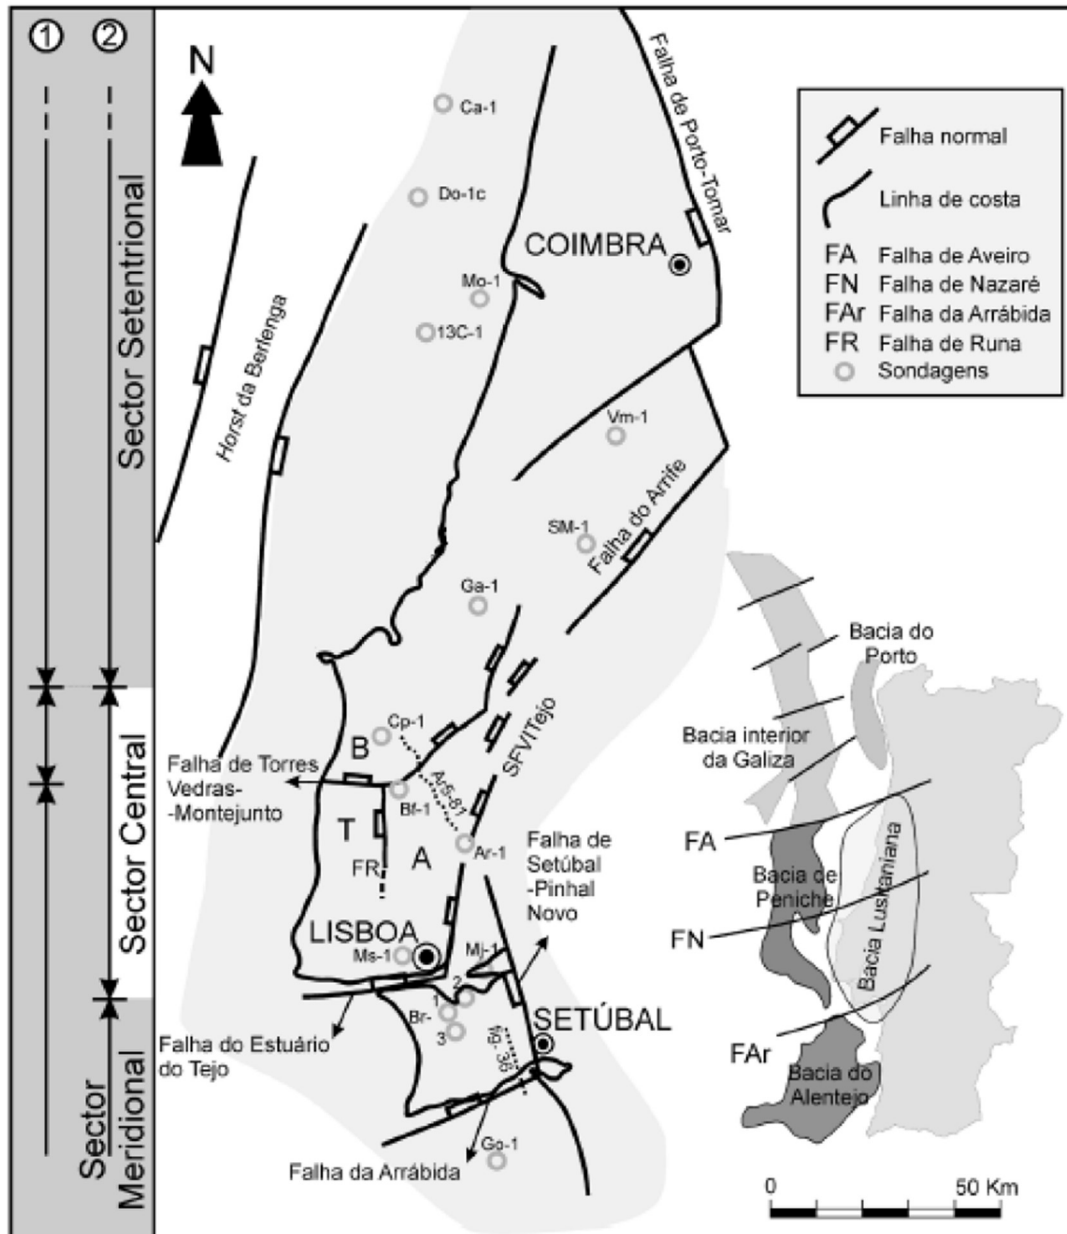 1
2
N
Sector Setentrional
Sector Central
Sector
Meridional
Ca-1
Do-1c
Mo-1
13C-1
COIMBRA
Falha de Porto-Tomar
Horst da Berlenga
Vm-1
SM-1
Falha do Arrife
Ga-1
Cp-1
B
SFVITejo
Falha de Torres
Vedras-
-Montejunto
Ar5-81
Bf-1
T
A
FR
Ar-1
Falha de
Setúbal
-Pinhal
Novo
LISBOA
Ms-1
Mj-1
2
1
Br-
3
SETÚBAL
fig. 36
Falha do Estuário
do Tejo
Falha da Arrábida
Go-1
Falha normal
Linha de costa
FA Falha de Aveiro
FN Falha de Nazaré
FAr Falha da Arrábida
FR Falha de Runa
Sondagens
Bacia do
Porto
Bacia interior
da Galiza
FA
Bacia de
Peniche
Bacia Lusitaniana
FN
FAr
Bacia do
Alentejo
0 50 Km